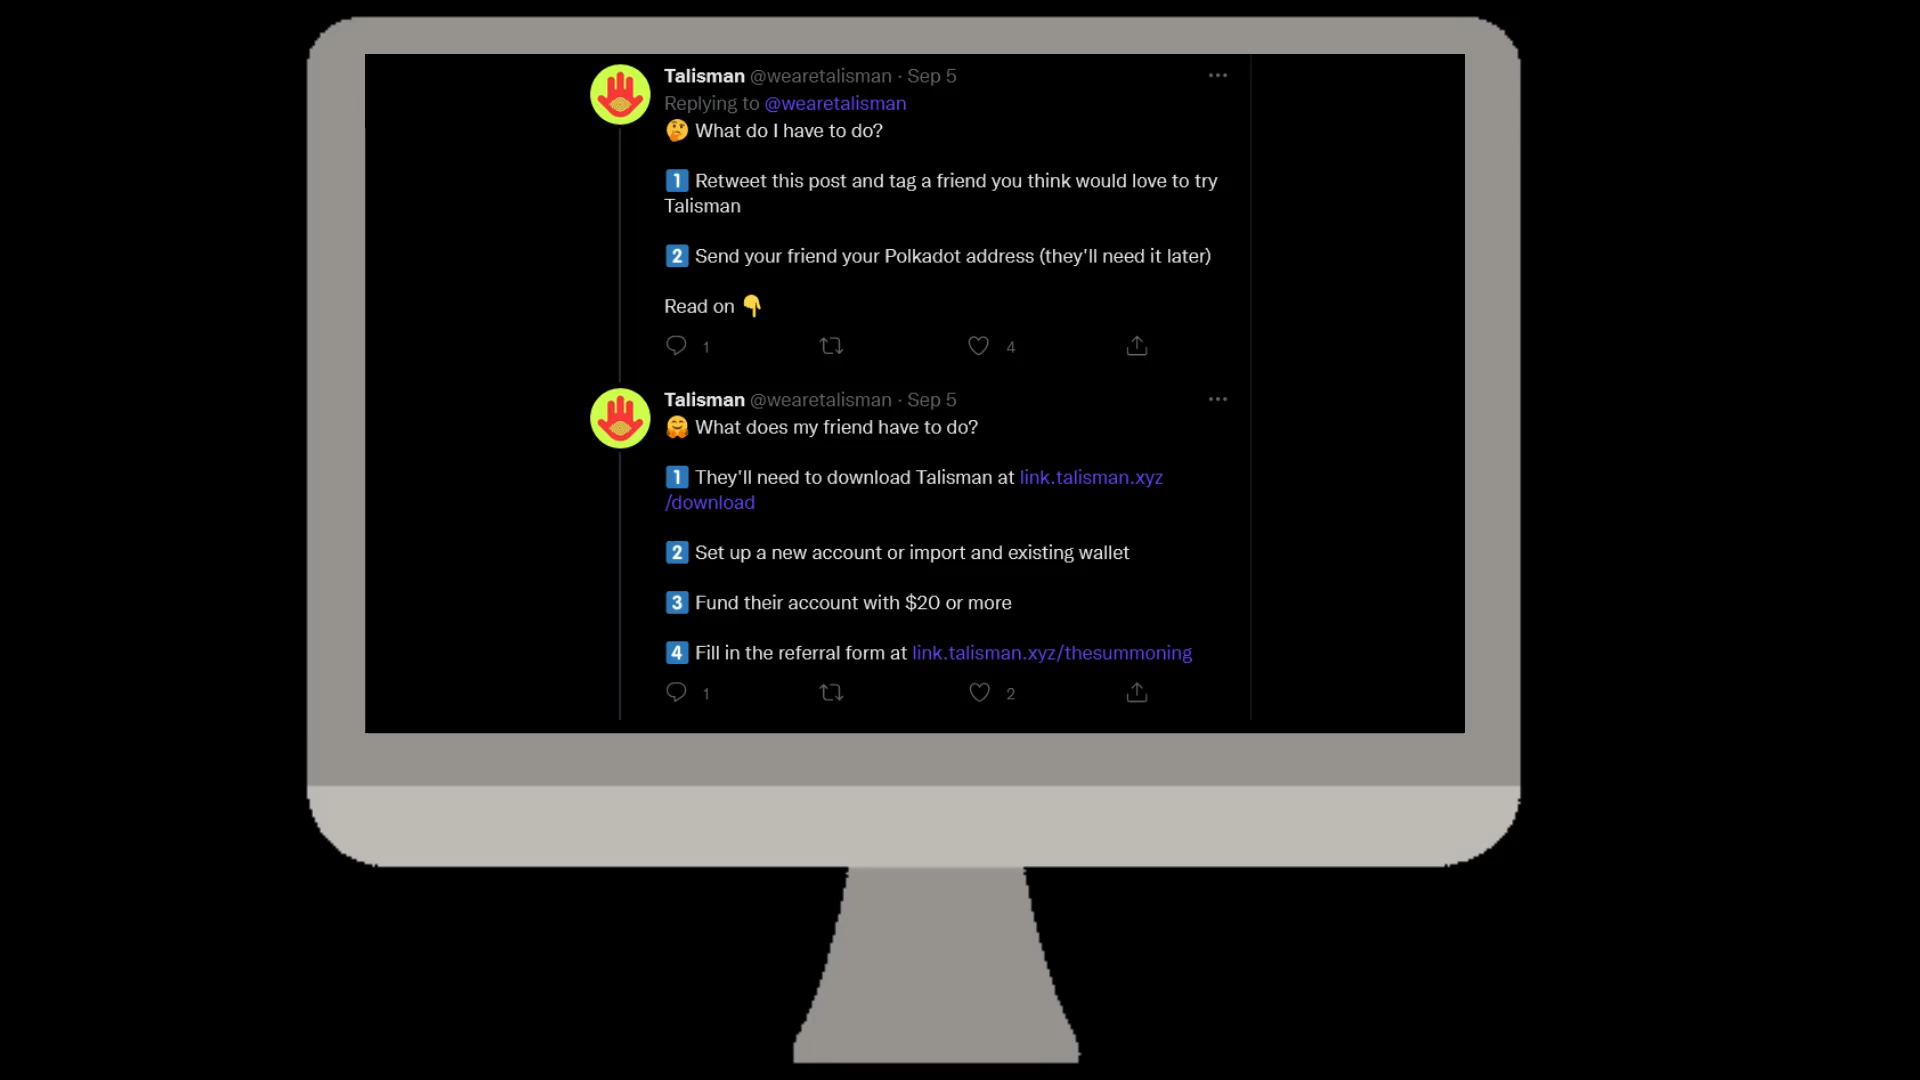 Talisman @wearetalisman · Sep 5
Replying to @wearetalisman
🤔 What do I have to do?
1️⃣ Retweet this post and tag a friend you think would love to try
Talisman
2️⃣ Send your friend your Polkadot address (they'll need it later)
Read on 👇
1
4
Talisman @wearetalisman · Sep 5
🤗 What does my friend have to do?
1️⃣ They'll need to download Talisman at link.talisman.xyz
/download
2️⃣ Set up a new account or import and existing wallet
3️⃣ Fund their account with $20 or more
4️⃣ Fill in the referral form at link.talisman.xyz/thesummoning
1
2